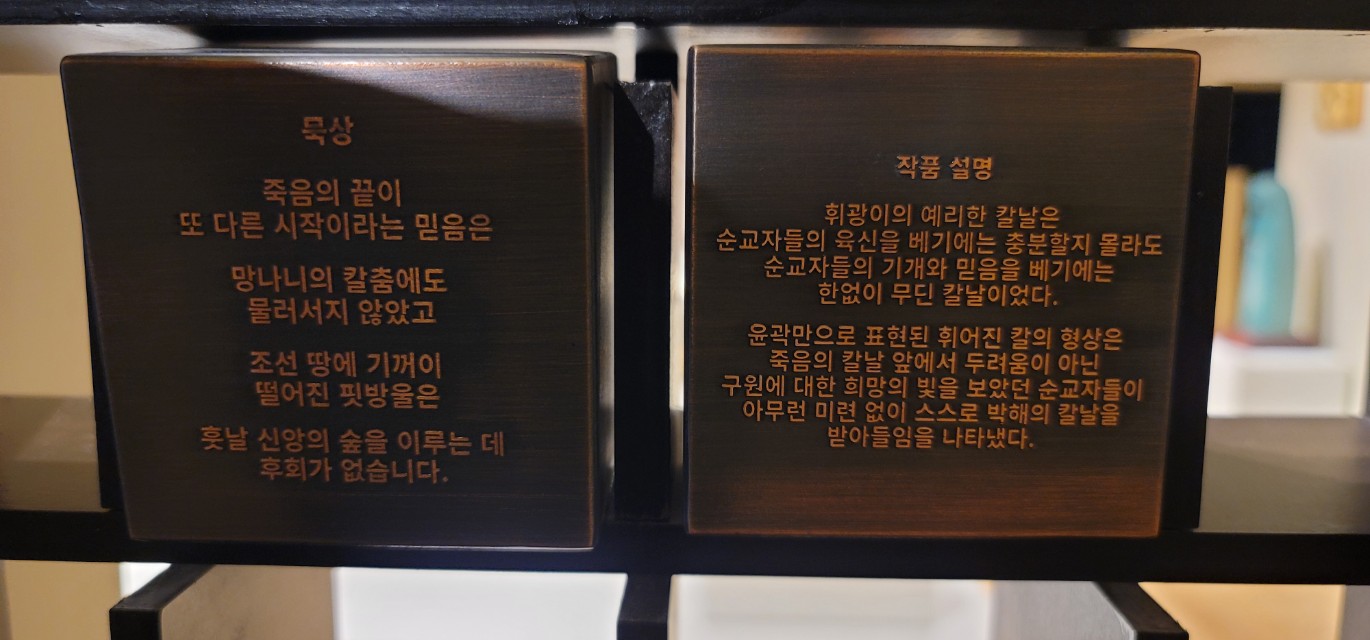 묵상
죽음의 끝이
또 다른 시작이라는 믿음은
망나니의 칼춤에도
물러서지 않았고
조선 땅에 기꺼이
떨어진 핏방울은
훗날 신앙의 숲을 이루는 데
후회가 없습니다.
작품 설명
휘광이의 예리한 칼날은
순교자들의 육신을 베기에는 충분할지 몰라도
순교자들의 기개와 믿음을 베기에는
한없이 무딘 칼날이었다.
윤곽만으로 표현된 휘어진 칼의 형상은
죽음의 칼날 앞에서 두려움이 아닌
구원에 대한 희망의 빛을 보았던 순교자들이
아무런 미련 없이 스스로 박해의 칼날을
받아들임을 나타냈다.